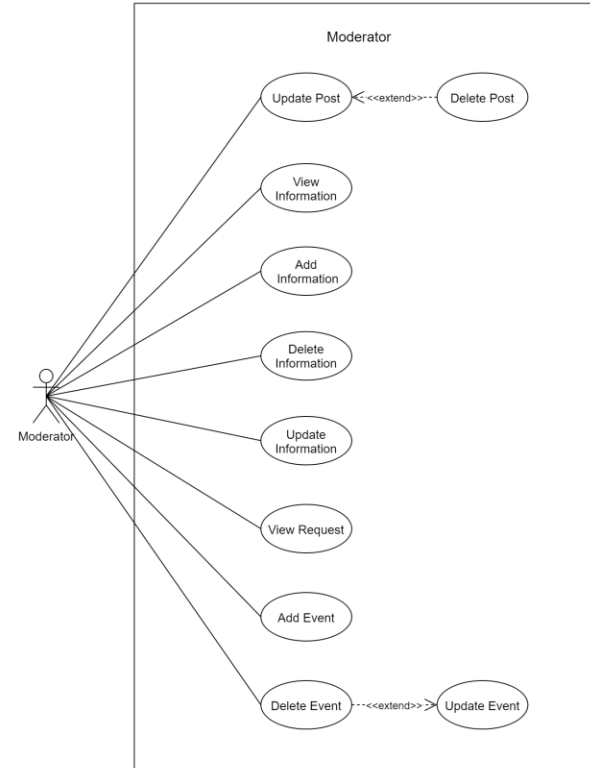 Moderator
Update Post
<<extend>>
Delete Post
View
Information
Add
Information
Delete
Information
Moderator
Update
Information
View Request
Add Event
Delete Event
<<extend>>
Update Event